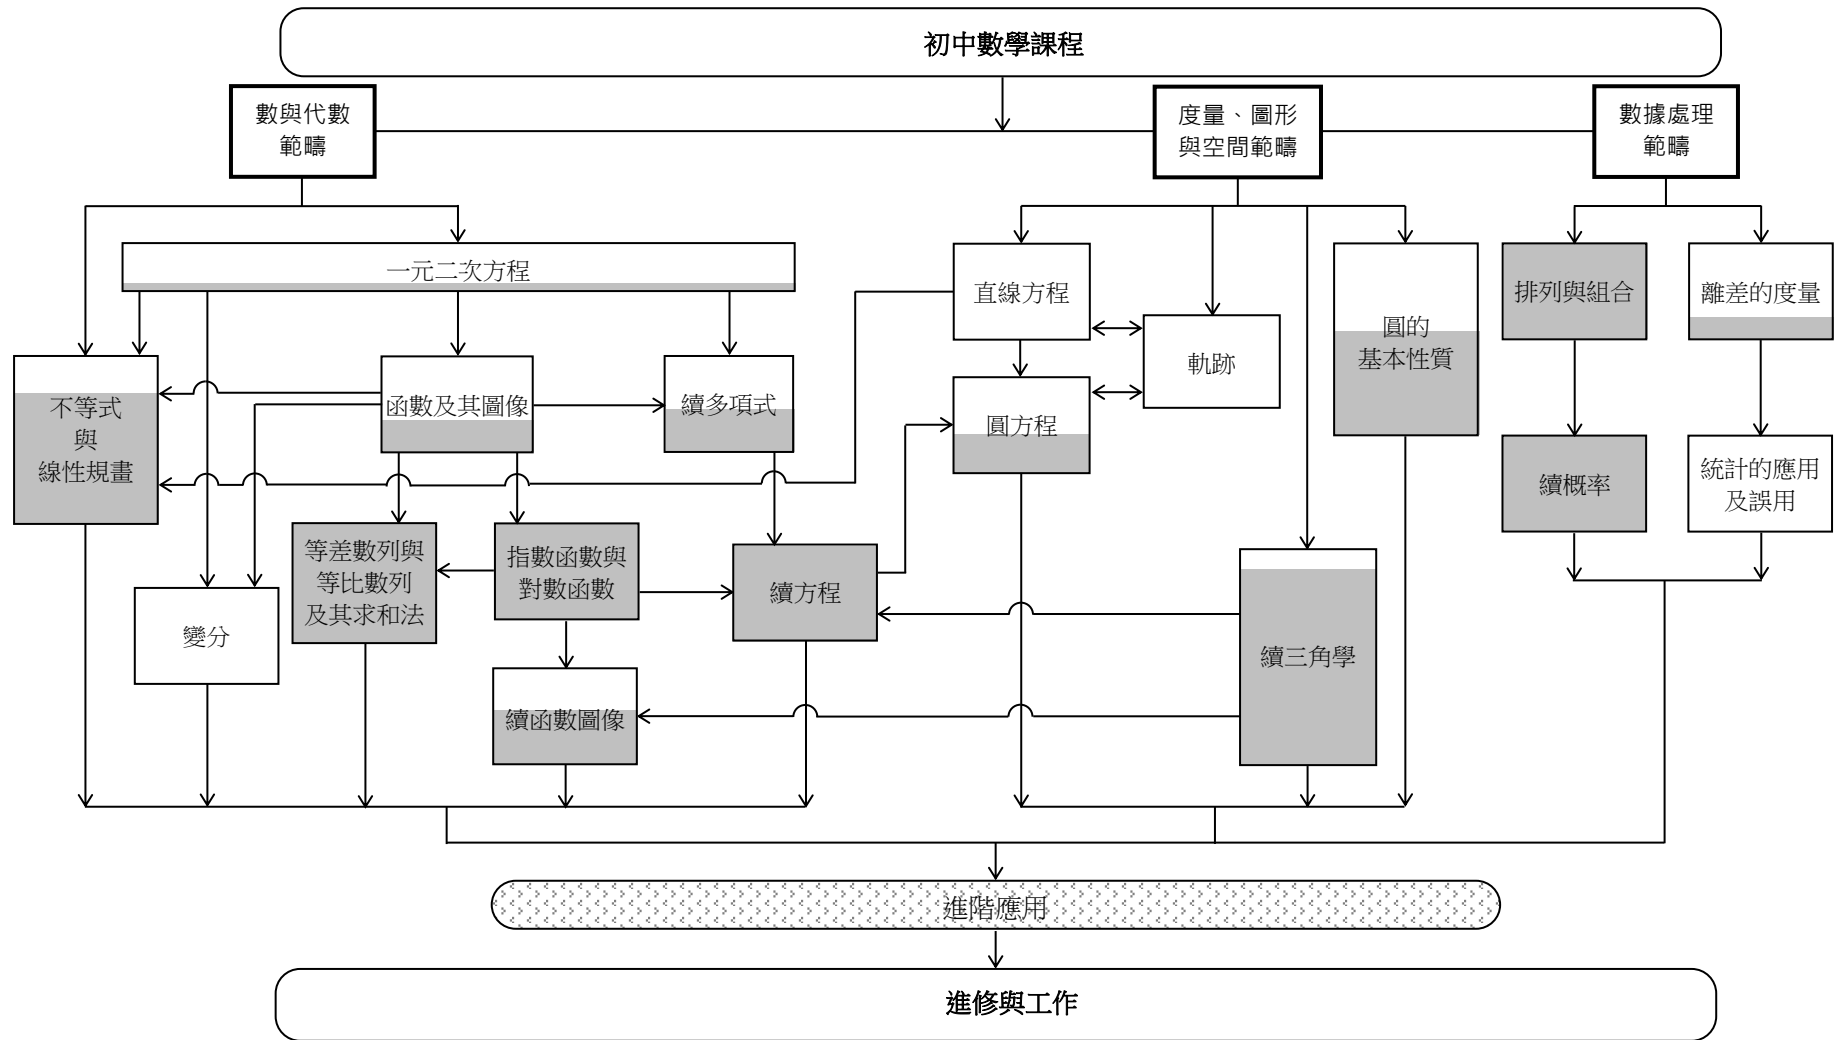 初中數學課程
數與代數
範疇
度量、圖形
與空間範疇
數據處理
範疇
一元二次方程
直線方程
排列與組合
離差的度量
圓的
基本性質
軌跡
不等式
與
線性規畫
函數及其圖像
續多項式
圓方程
續概率
統計的應用
及誤用
等差數列與
等比數列
及其求和法
指數函數與
對數函數
續方程
變分
續三角學
續函數圖像
進階應用
進修與工作